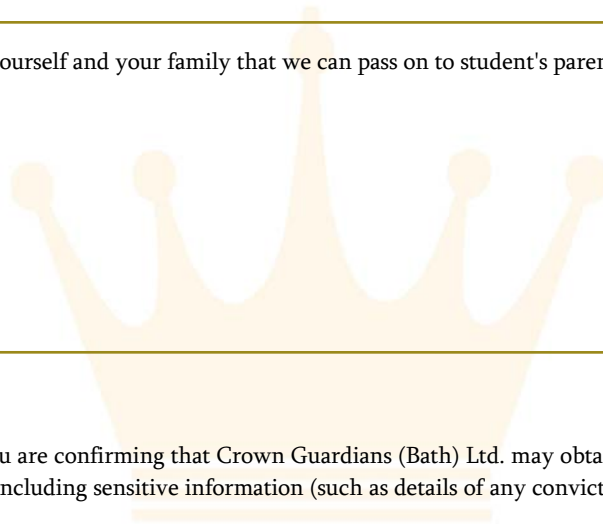 ourself and your family that we can pass on to student's paren
u are confirming that Crown Guardians (Bath) Ltd. may obta
ncluding sensitive information (such as details of any convict